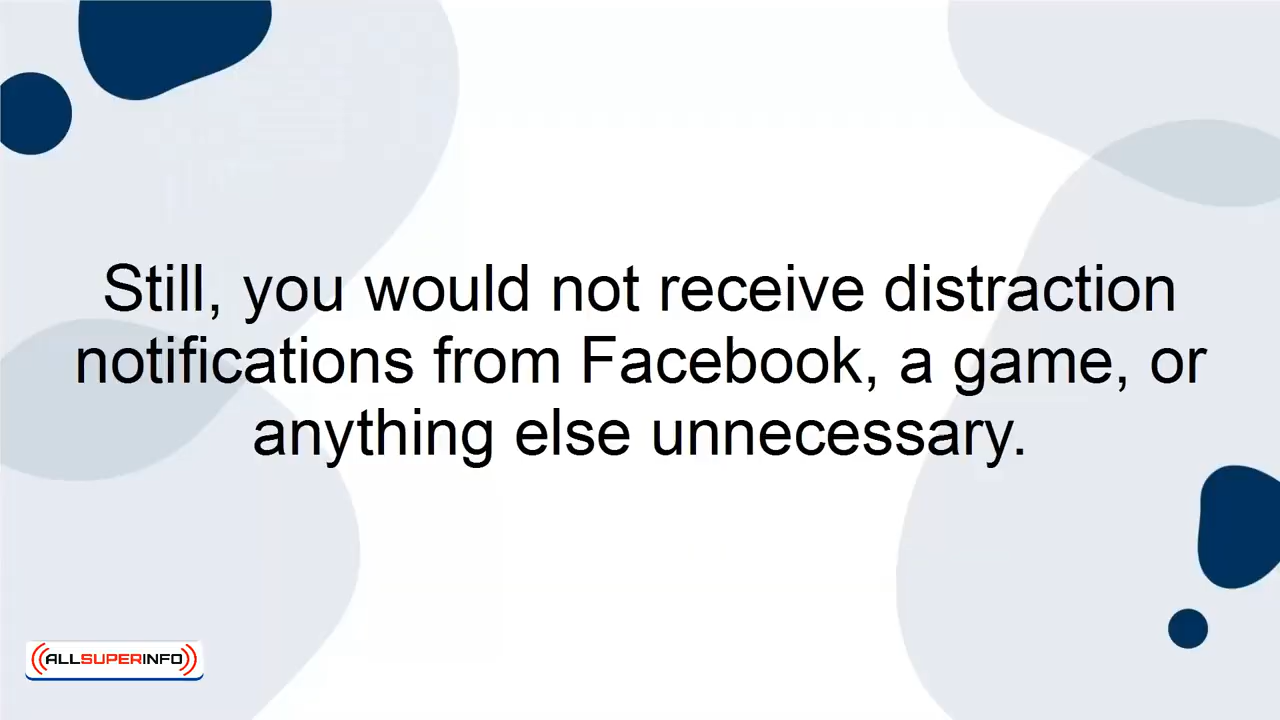 Still, you would not receive distraction
notifications from Facebook, a game, or
anything else unnecessary.
ALLSUPERINFO